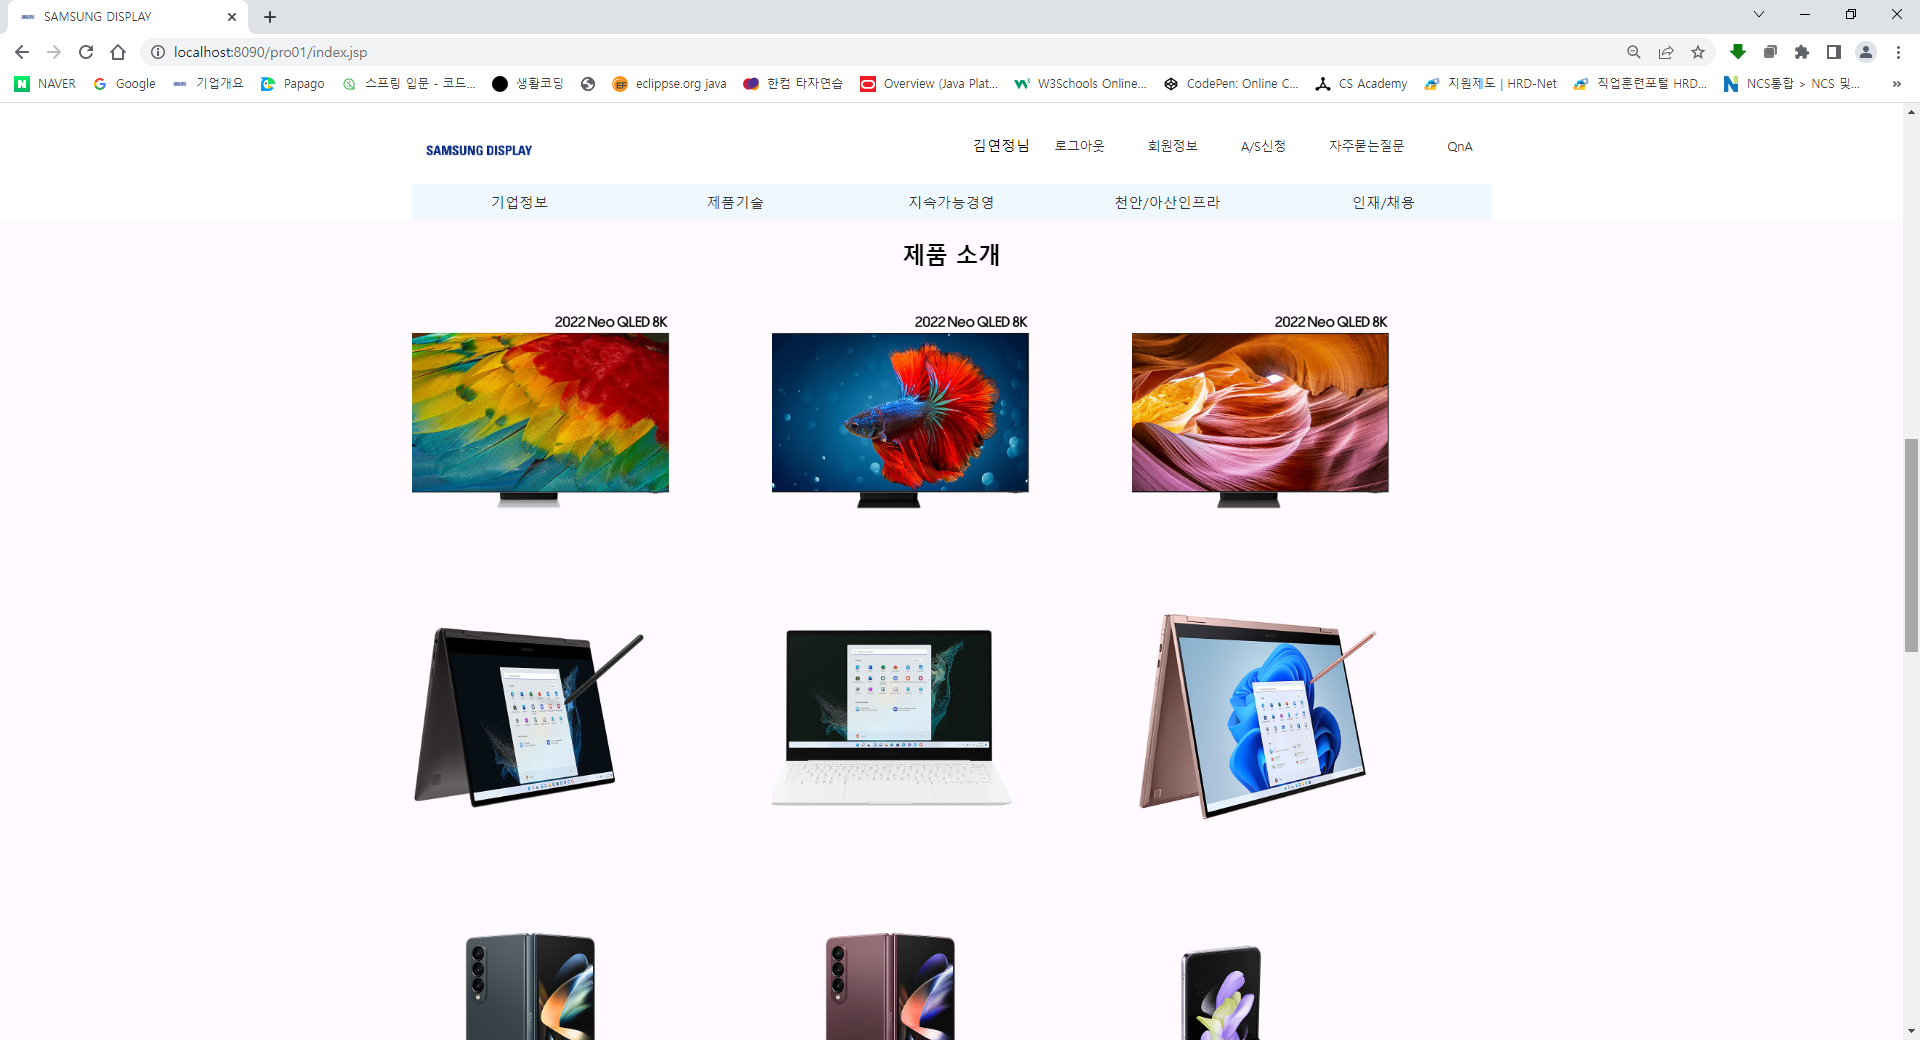 SAMSUNG DISPLAY
localhost:8090/pro01/index.jsp
NAVER Google 기업개요 Papago 스프링 입문 - 코드... 생활코딩 eclippse.org java 한컴 타자연습 Overview (Java Plat... W3Schools Online... CodePen: Online C... CS Academy 지원제도 | HRD-Net 직업훈련포털 HRD... NCS통합 > NCS 및... »
SAMSUNG DISPLAY 김연정님 로그아웃 회원정보 A/S신청 자주묻는질문 QnA
기업정보 제품기술 지속가능경영 천안/아산인프라 인재/채용
제품 소개
2022 Neo QLED 8K 2022 Neo QLED 8K 2022 Neo QLED 8K